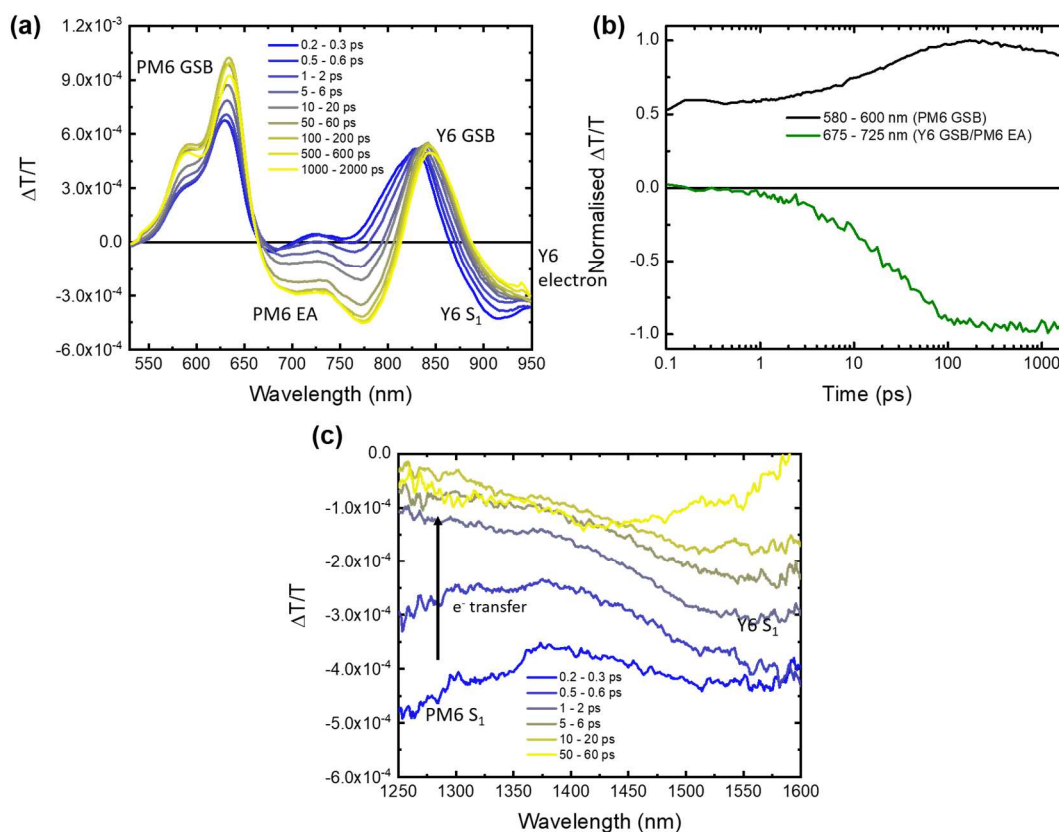 (a)
ΔT/T
1.2x10⁻³
9.0x10⁻⁴
6.0x10⁻⁴
3.0x10⁻⁴
0.0
-3.0x10⁻⁴
-6.0x10⁻⁴
PM6 GSB
0.2 - 0.3 ps
0.5 - 0.6 ps
1 - 2 ps
5 - 6 ps
10 - 20 ps
50 - 60 ps
100 - 200 ps
500 - 600 ps
1000 - 2000 ps
Y6 GSB
Y6
electron
PM6 EA
Y6 S₁
550 600 650 700 750 800 850 900 950
Wavelength (nm)
(b)
Normalised ΔT/T
1.0
0.5
0.0
-0.5
-1.0
580 - 600 nm (PM6 GSB)
675 - 725 nm (Y6 GSB/PM6 EA)
0.1 1 10 100 1000
Time (ps)
(c)
ΔT/T
0.0
-1.0x10⁻⁴
-2.0x10⁻⁴
-3.0x10⁻⁴
-4.0x10⁻⁴
-5.0x10⁻⁴
-6.0x10⁻⁴
e⁻ transfer
Y6 S₁
PM6 S₁
0.2 - 0.3 ps
0.5 - 0.6 ps
1 - 2 ps
5 - 6 ps
10 - 20 ps
50 - 60 ps
1250 1300 1350 1400 1450 1500 1550 1600
Wavelength (nm)